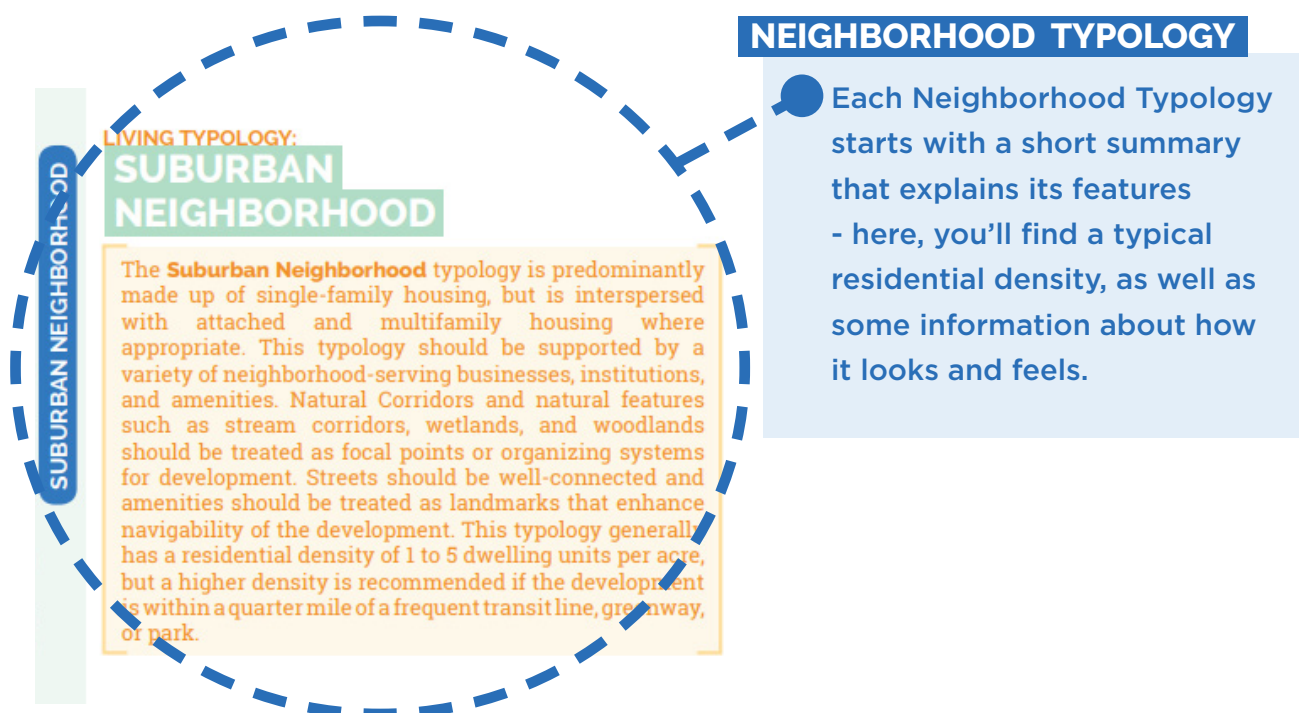 NEIGHBORHOOD TYPOLOGY
Each Neighborhood Typology
starts with a short summary
that explains its features
- here, you'll find a typical
residential density, as well as
some information about how
it looks and feels.
SUBURBAN NEIGHBORHOOD
LIVING TYPOLOGY:
SUBURBAN
NEIGHBORHOOD
The Suburban Neighborhood typology is predominantly
made up of single-family housing, but is interspersed
with attached and multifamily housing where
appropriate. This typology should be supported by a
variety of neighborhood-serving businesses, institutions,
and amenities. Natural Corridors and natural features
such as stream corridors, wetlands, and woodlands
should be treated as focal points or organizing systems
for development. Streets should be well-connected and
amenities should be treated as landmarks that enhance
navigability of the development. This typology generally
has a residential density of 1 to 5 dwelling units per acre,
but a higher density is recommended if the development
is within a quarter mile of a frequent transit line, greenway,
or park.